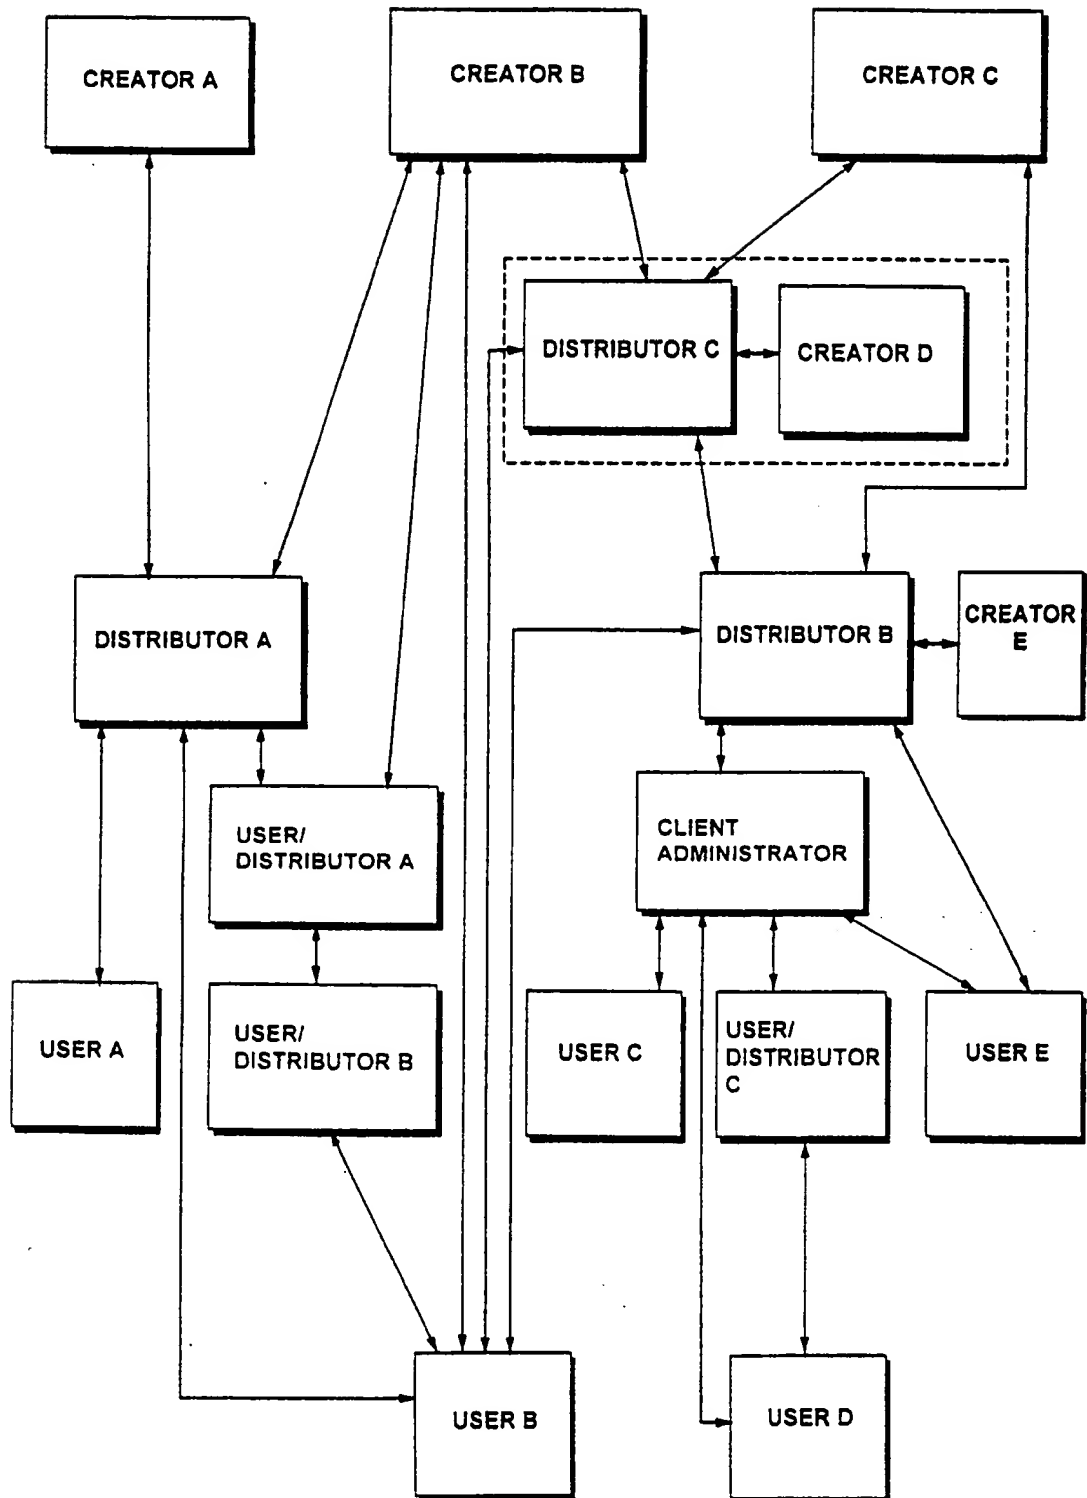 CREATOR A
CREATOR B
CREATOR C
DISTRIBUTOR C
CREATOR D
DISTRIBUTOR A
DISTRIBUTOR B
CREATOR
E
USER/
DISTRIBUTOR A
CLIENT
ADMINISTRATOR
USER A
USER/
DISTRIBUTOR B
USER C
USER/
DISTRIBUTOR
C
USER E
USER B
USER D